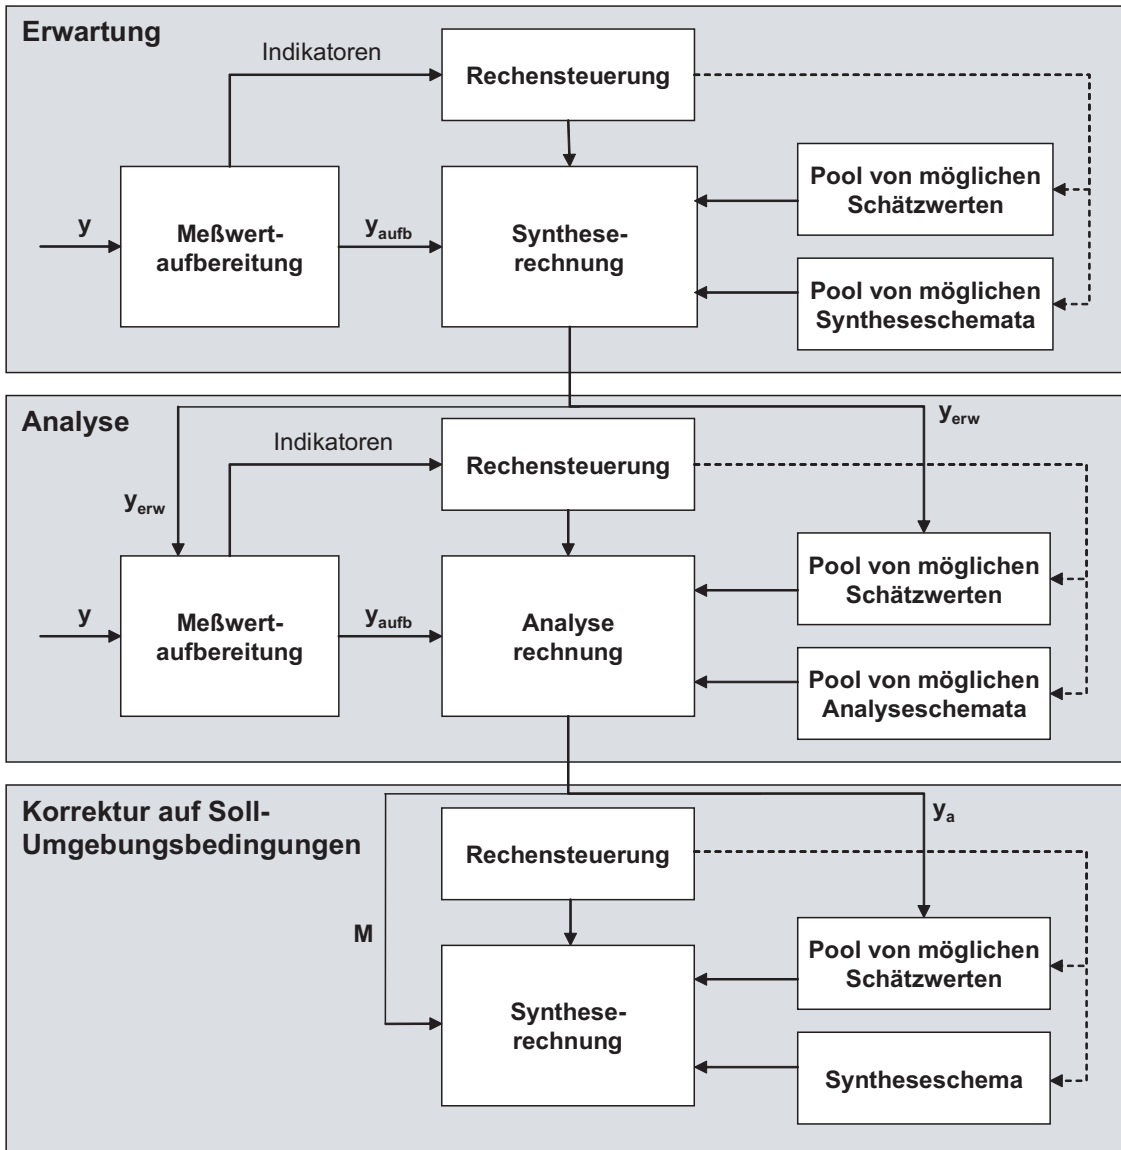 Erwartung
Indikatoren
Rechensteuerung
Pool von möglichen
Schätzwerten
y
Meßwert-
aufbereitung
yaufb
Synthese-
rechnung
Pool von möglichen
Syntheseschemata
Analyse
yerw
Indikatoren
Rechensteuerung
yerw
Pool von möglichen
Schätzwerten
y
Meßwert-
aufbereitung
yaufb
Analyse
rechnung
Pool von möglichen
Analyseschemata
Korrektur auf Soll-
Umgebungsbedingungen
ya
Rechensteuerung
M
Pool von möglichen
Schätzwerten
Synthese-
rechnung
Syntheseschema